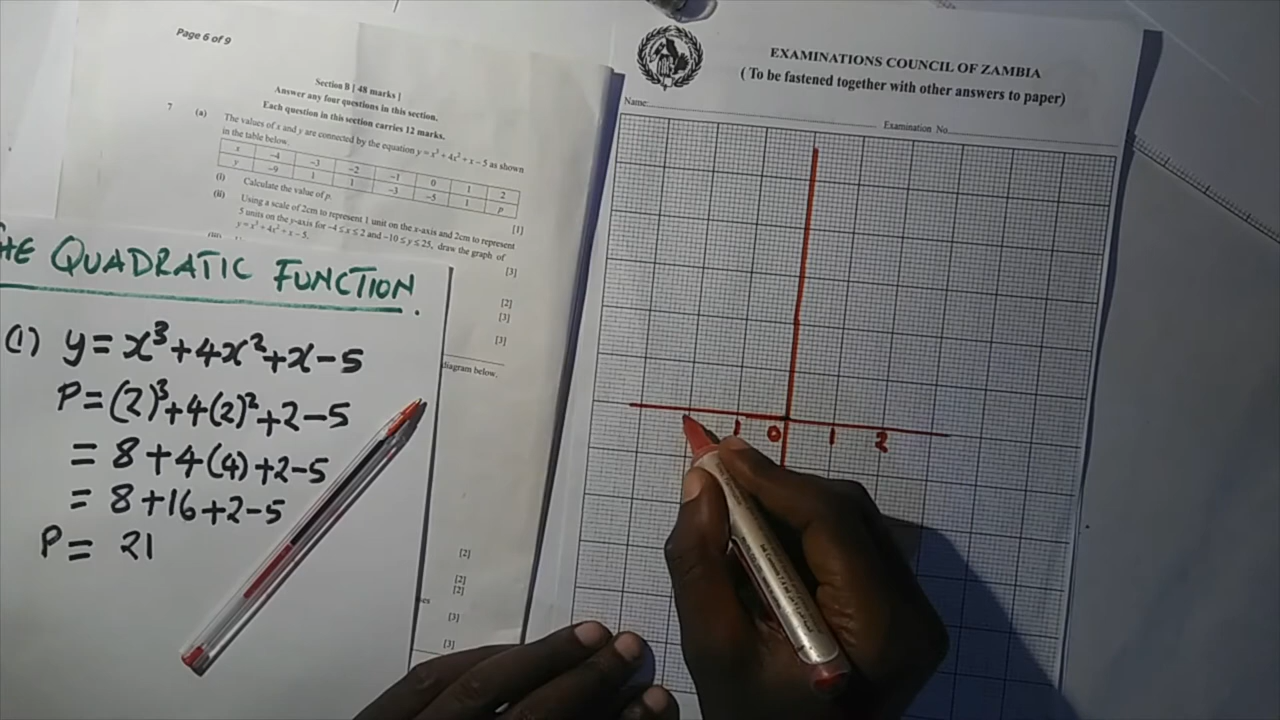 Page 6 of 9
Section B [ 48 marks ]
Answer any four questions in this section.
Each question in this section carries 12 marks.
7 (a) The values of x and y are connected by the equation y = x³ + 4x² + x – 5 as shown
in the table below.
x –4 –3 –2 –1 0 1 2
y –9 1 1 –3 –5 1 P
(i) Calculate the value of p. [1]
(ii) Using a scale of 2cm to represent 1 unit on the x-axis and 2cm to represent
5 units on the y-axis for –4 ≤ x ≤ 2 and –10 ≤ y ≤ 25, draw the graph of
y = x³ + 4x² + x – 5. [3]
[2]
[3]
[3]
diagram below,
[2]
[2]
[2]
[3]
[3]
HE QUADRATIC FUNCTION.
(1) y = x³ + 4x² + x – 5
P = (2)³ + 4(2)² + 2 – 5
= 8 + 4(4) + 2 – 5
= 8 + 16 + 2 – 5
P = 21
EXAMINATIONS COUNCIL OF ZAMBIA
( To be fastened together with other answers to paper)
Name: Examination No.
1 0 1 2